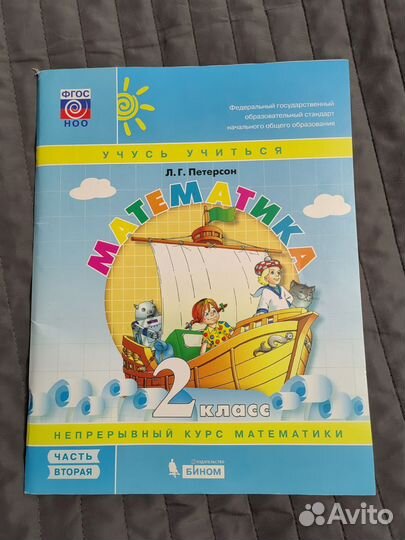 ФГОС
НОО
Федеральный государственный
образовательный стандарт
начального общего образования
УЧУСЬ УЧИТЬСЯ
Л. Г. Петерсон
МАТЕМАТИКА
2 класс
НЕПРЕРЫВНЫЙ КУРС МАТЕМАТИКИ
ЧАСТЬ
ВТОРАЯ
ИЗДАТЕЛЬСТВО
БИНОМ
Avito